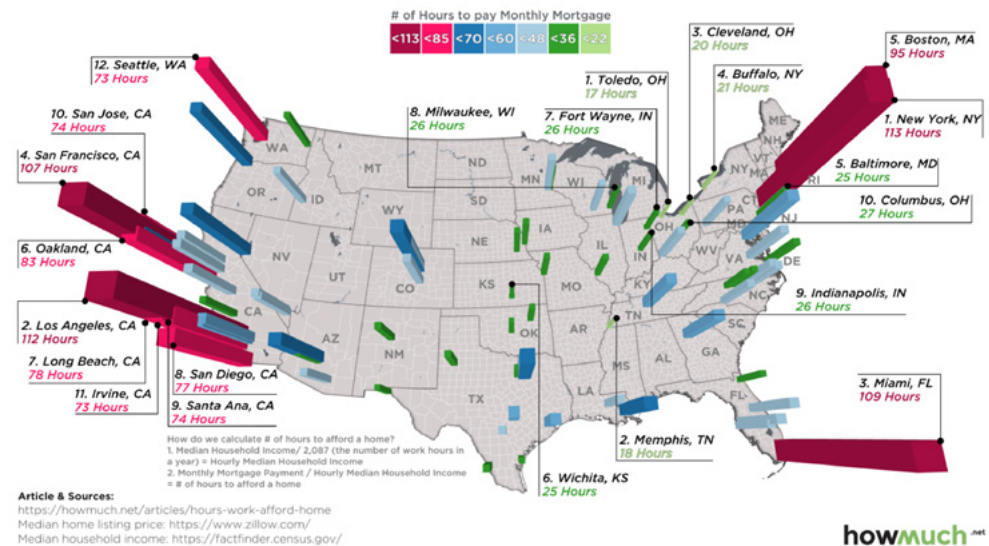 # of Hours to pay Monthly Mortgage
<113 <85 <70 <60 <48 <36 <22
3. Cleveland, OH
20 Hours
5. Boston, MA
95 Hours
12. Seattle, WA
73 Hours
1. Toledo, OH
17 Hours
4. Buffalo, NY
21 Hours
10. San Jose, CA
74 Hours
8. Milwaukee, WI
26 Hours
7. Fort Wayne, IN
26 Hours
1. New York, NY
113 Hours
4. San Francisco, CA
107 Hours
5. Baltimore, MD
25 Hours
10. Columbus, OH
27 Hours
6. Oakland, CA
83 Hours
9. Indianapolis, IN
26 Hours
2. Los Angeles, CA
112 Hours
7. Long Beach, CA
78 Hours
11. Irvine, CA
73 Hours
8. San Diego, CA
77 Hours
9. Santa Ana, CA
74 Hours
3. Miami, FL
109 Hours
2. Memphis, TN
18 Hours
6. Wichita, KS
25 Hours
WA
MT
ND
MN
WI
MI
ME
NH
VT
NY
MA
RI
CT
OR
ID
WY
SD
IA
PA
NJ
NV
UT
CO
NE
IL
IN
OH
WV
VA
DE
CA
AZ
NM
KS
MO
KY
NC
OK
AR
TN
SC
TX
LA
MS
AL
GA
FL
How do we calculate # of hours to afford a home?
1. Median Household Income/ 2,087 (the number of work hours in
a year) = Hourly Median Household Income
2. Monthly Mortgage Payment / Hourly Median Household Income
= # of hours to afford a home
Article & Sources:
https://howmuch.net/articles/hours-work-afford-home
Median home listing price: https://www.zillow.com/
Median household income: https://factfinder.census.gov/
howmuch.net